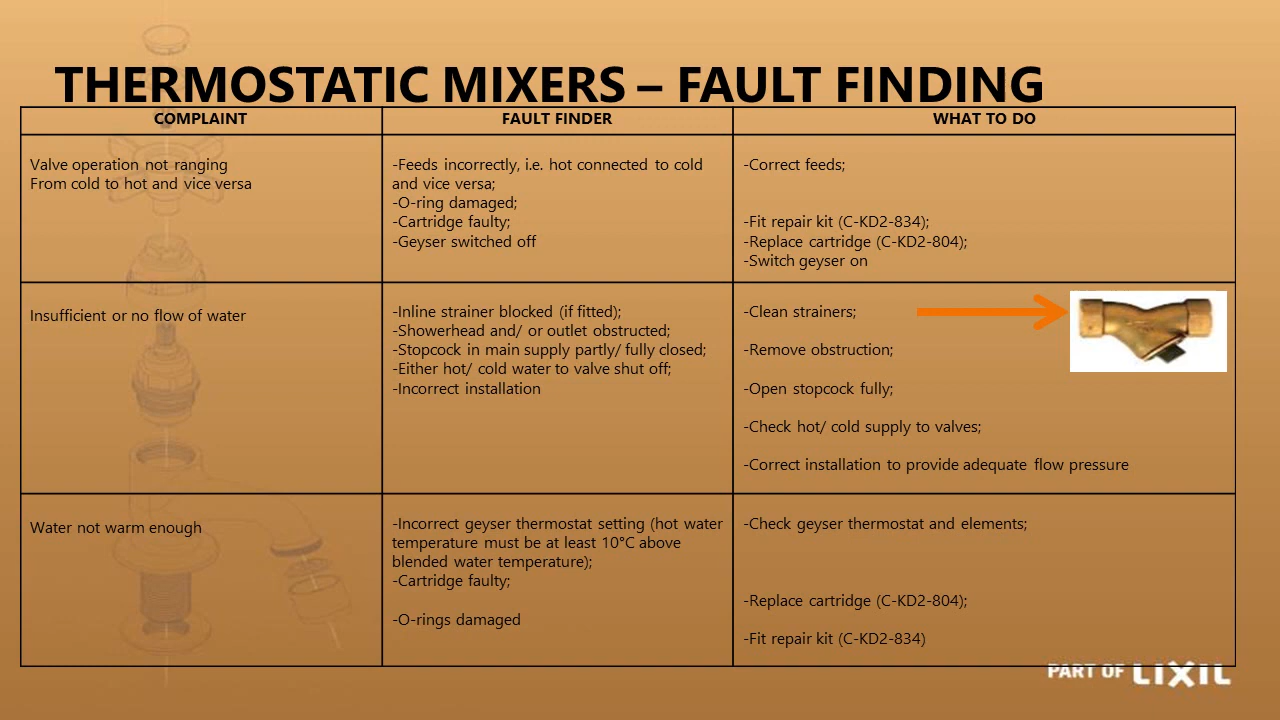 THERMOSTATIC MIXERS – FAULT FINDING
COMPLAINT
FAULT FINDER
WHAT TO DO
Valve operation not ranging
From cold to hot and vice versa
-Feeds incorrectly, i.e. hot connected to cold
and vice versa;
-O-ring damaged;
-Cartridge faulty;
-Geyser switched off
-Correct feeds;
-Fit repair kit (C-KD2-834);
-Replace cartridge (C-KD2-804);
-Switch geyser on
Insufficient or no flow of water
-Inline strainer blocked (if fitted);
-Showerhead and/ or outlet obstructed;
-Stopcock in main supply partly/ fully closed;
-Either hot/ cold water to valve shut off;
-Incorrect installation
-Clean strainers;
-Remove obstruction;
-Open stopcock fully;
-Check hot/ cold supply to valves;
-Correct installation to provide adequate flow pressure
Water not warm enough
-Incorrect geyser thermostat setting (hot water
temperature must be at least 10°C above
blended water temperature);
-Cartridge faulty;
-O-rings damaged
-Check geyser thermostat and elements;
-Replace cartridge (C-KD2-804);
-Fit repair kit (C-KD2-834)
PART OF LIXIL